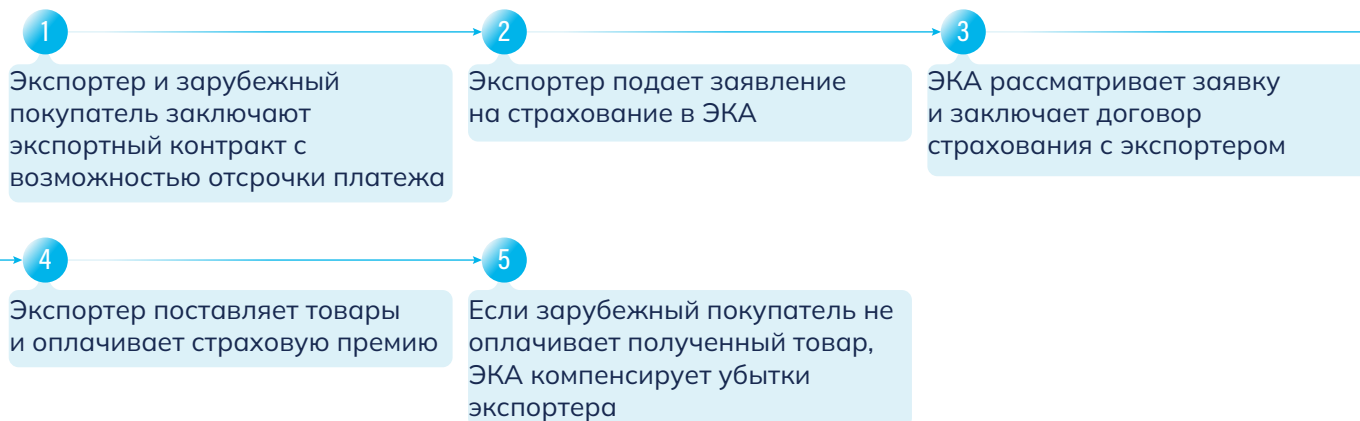 1
Экспортер и зарубежный
покупатель заключают
экспортный контракт с
возможностью отсрочки платежа
2
Экспортер подает заявление
на страхование в ЭКА
3
ЭКА рассматривает заявку
и заключает договор
страхования с экспортером
4
Экспортер поставляет товары
и оплачивает страховую премию
5
Если зарубежный покупатель не
оплачивает полученный товар,
ЭКА компенсирует убытки
экспортера